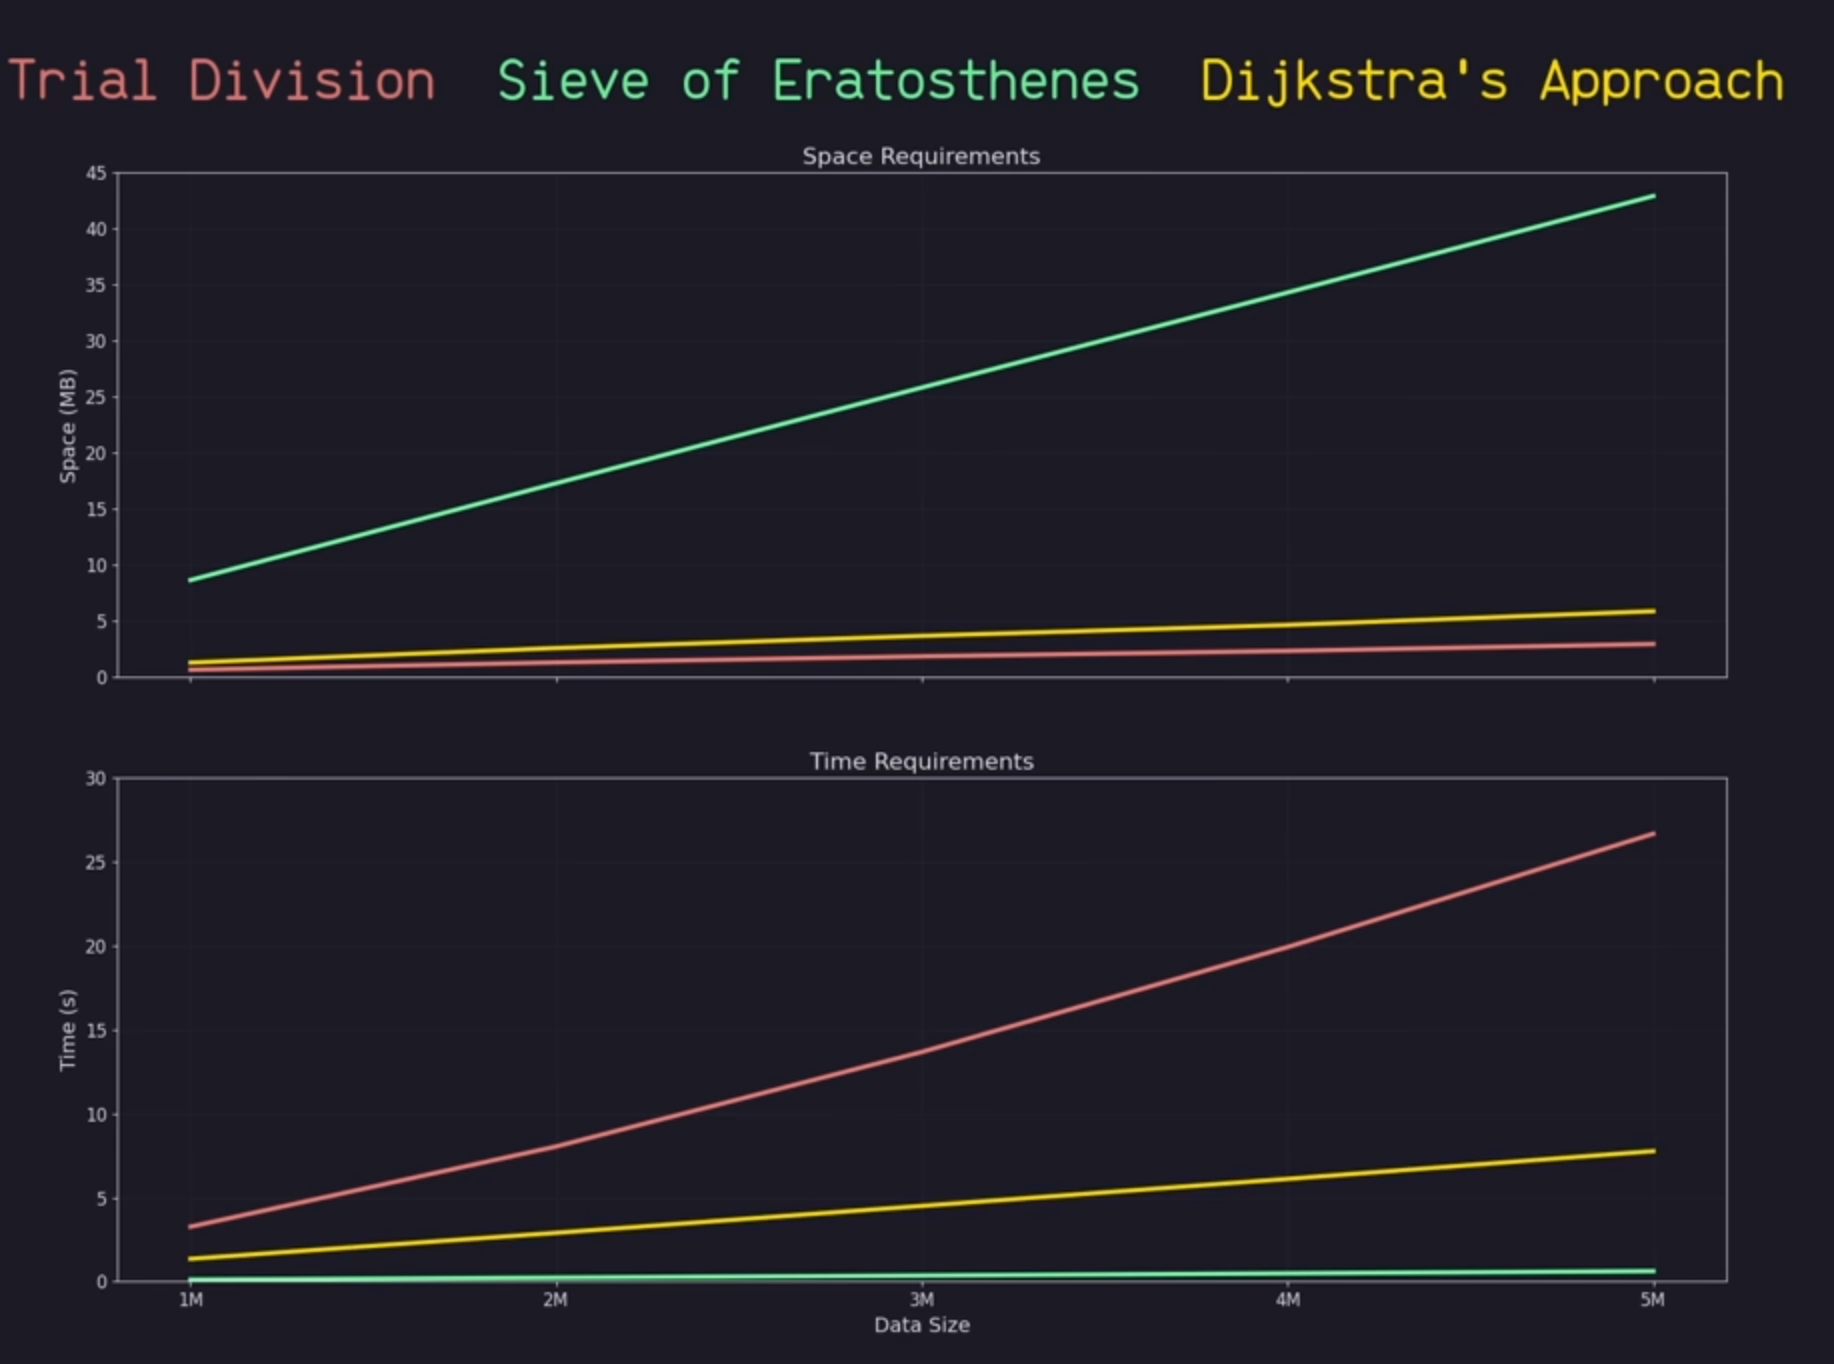 Trial Division Sieve of Eratosthenes Dijkstra's Approach
Space Requirements
45
40
35
30
25
20
15
10
5
0
Space (MB)
Time Requirements
30
25
20
15
10
5
0
Time (s)
1M 2M 3M 4M 5M
Data Size